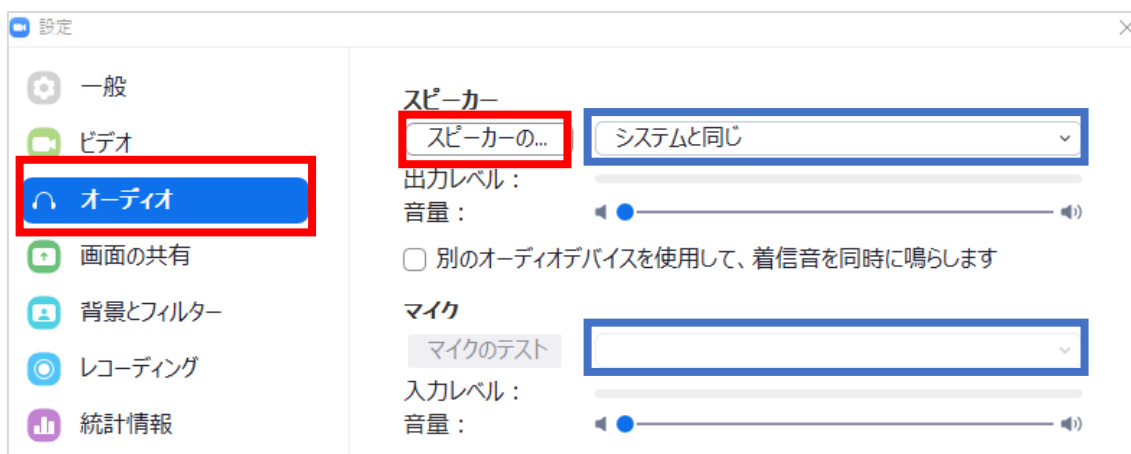 設定
一般
ビデオ
オーディオ
画面の共有
背景とフィルター
レコーディング
統計情報
スピーカー
スピーカーの...
システムと同じ
出力レベル：
音量：
別のオーディオデバイスを使用して、着信音を同時に鳴らします
マイク
マイクのテスト
入力レベル：
音量：